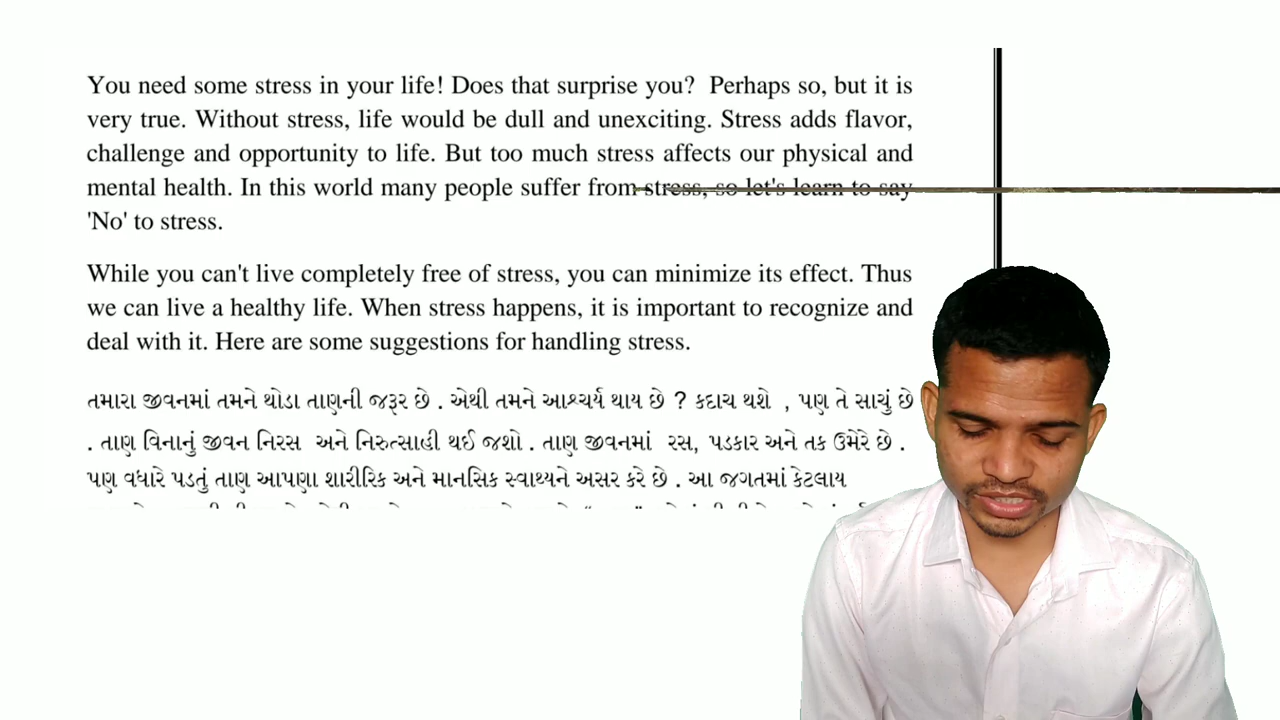 You need some stress in your life! Does that surprise you? Perhaps so, but it is
very true. Without stress, life would be dull and unexciting. Stress adds flavor,
challenge and opportunity to life. But too much stress affects our physical and
mental health. In this world many people suffer from stress, so let's learn to say
'No' to stress.
While you can't live completely free of stress, you can minimize its effect. Thus
we can live a healthy life. When stress happens, it is important to recognize and
deal with it. Here are some suggestions for handling stress.
તમારા જીવનમાં તમને થોડા તાણની જરૂર છે . એથી તમને આશ્ચર્ય થાય છે ? કદાચ થશે , પણ તે સાચું છે
. તાણ વિનાનું જીવન નિરસ અને નિરુત્સાહી થઈ જશો . તાણ જીવનમાં રસ, પડકાર અને તક ઉમેરે છે .
પણ વધારે પડતું તાણ આપણા શારીરિક અને માનસિક સ્વાથ્યને અસર કરે છે . આ જગતમાં કેટલાય